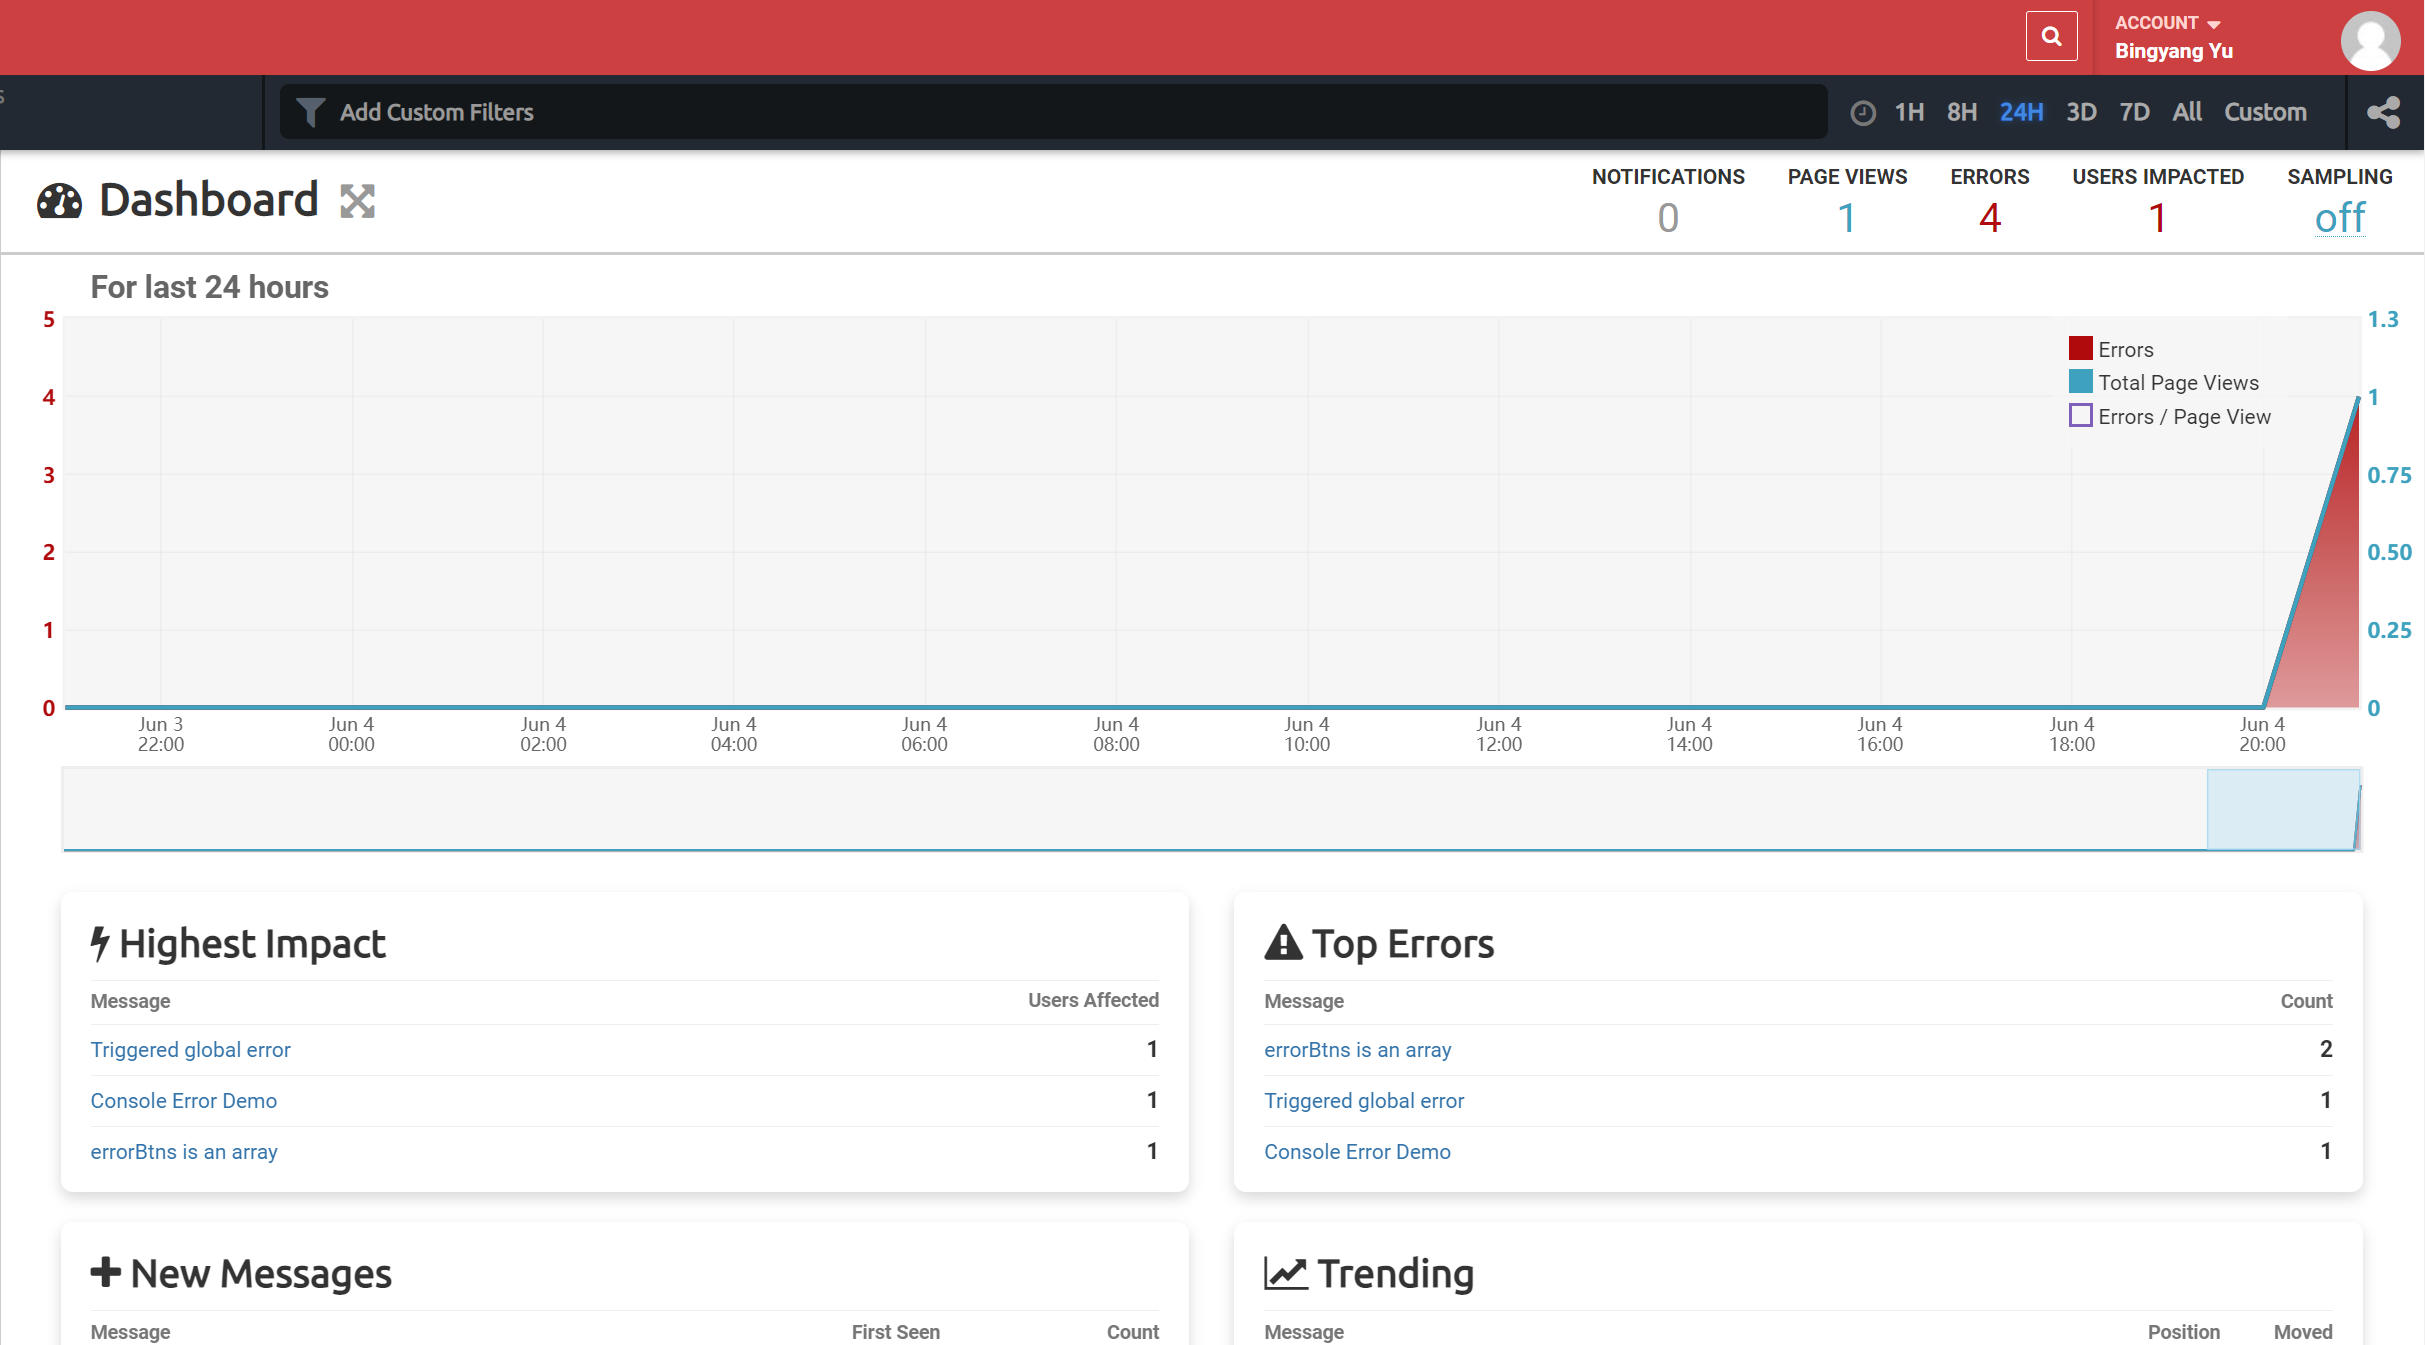 ACCOUNT
Bingyang Yu
s
Add Custom Filters
1H 8H 24H 3D 7D All Custom
Dashboard
NOTIFICATIONS PAGE VIEWS ERRORS USERS IMPACTED SAMPLING
0 1 4 1 off
For last 24 hours
5 1.3
Errors
Total Page Views
4 1
Errors / Page View
3 0.75
2 0.50
1 0.25
0 0
Jun 3 Jun 4 Jun 4 Jun 4 Jun 4 Jun 4 Jun 4 Jun 4 Jun 4 Jun 4 Jun 4 Jun 4
22:00 00:00 02:00 04:00 06:00 08:00 10:00 12:00 14:00 16:00 18:00 20:00
Highest Impact
Message Users Affected
Triggered global error 1
Console Error Demo 1
errorBtns is an array 1
Top Errors
Message Count
errorBtns is an array 2
Triggered global error 1
Console Error Demo 1
New Messages
Message First Seen Count
Trending
Message Position Moved